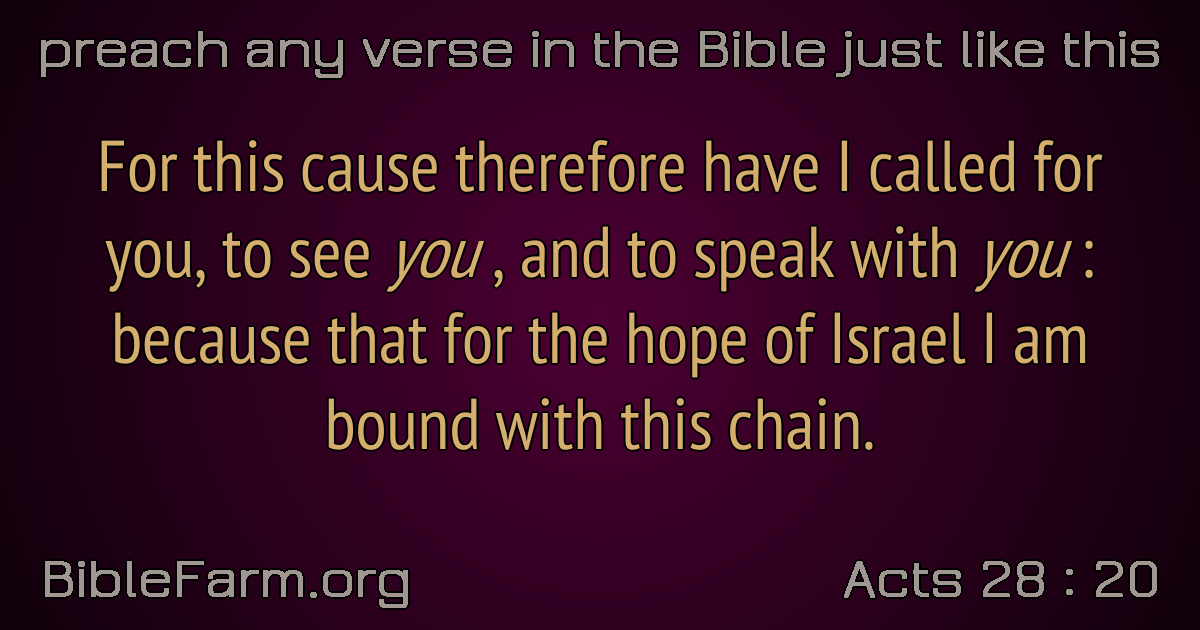 preach any verse in the Bible just like this
For this cause therefore have I called for
you, to see you , and to speak with you :
because that for the hope of Israel I am
bound with this chain.
BibleFarm.org
Acts 28 : 20